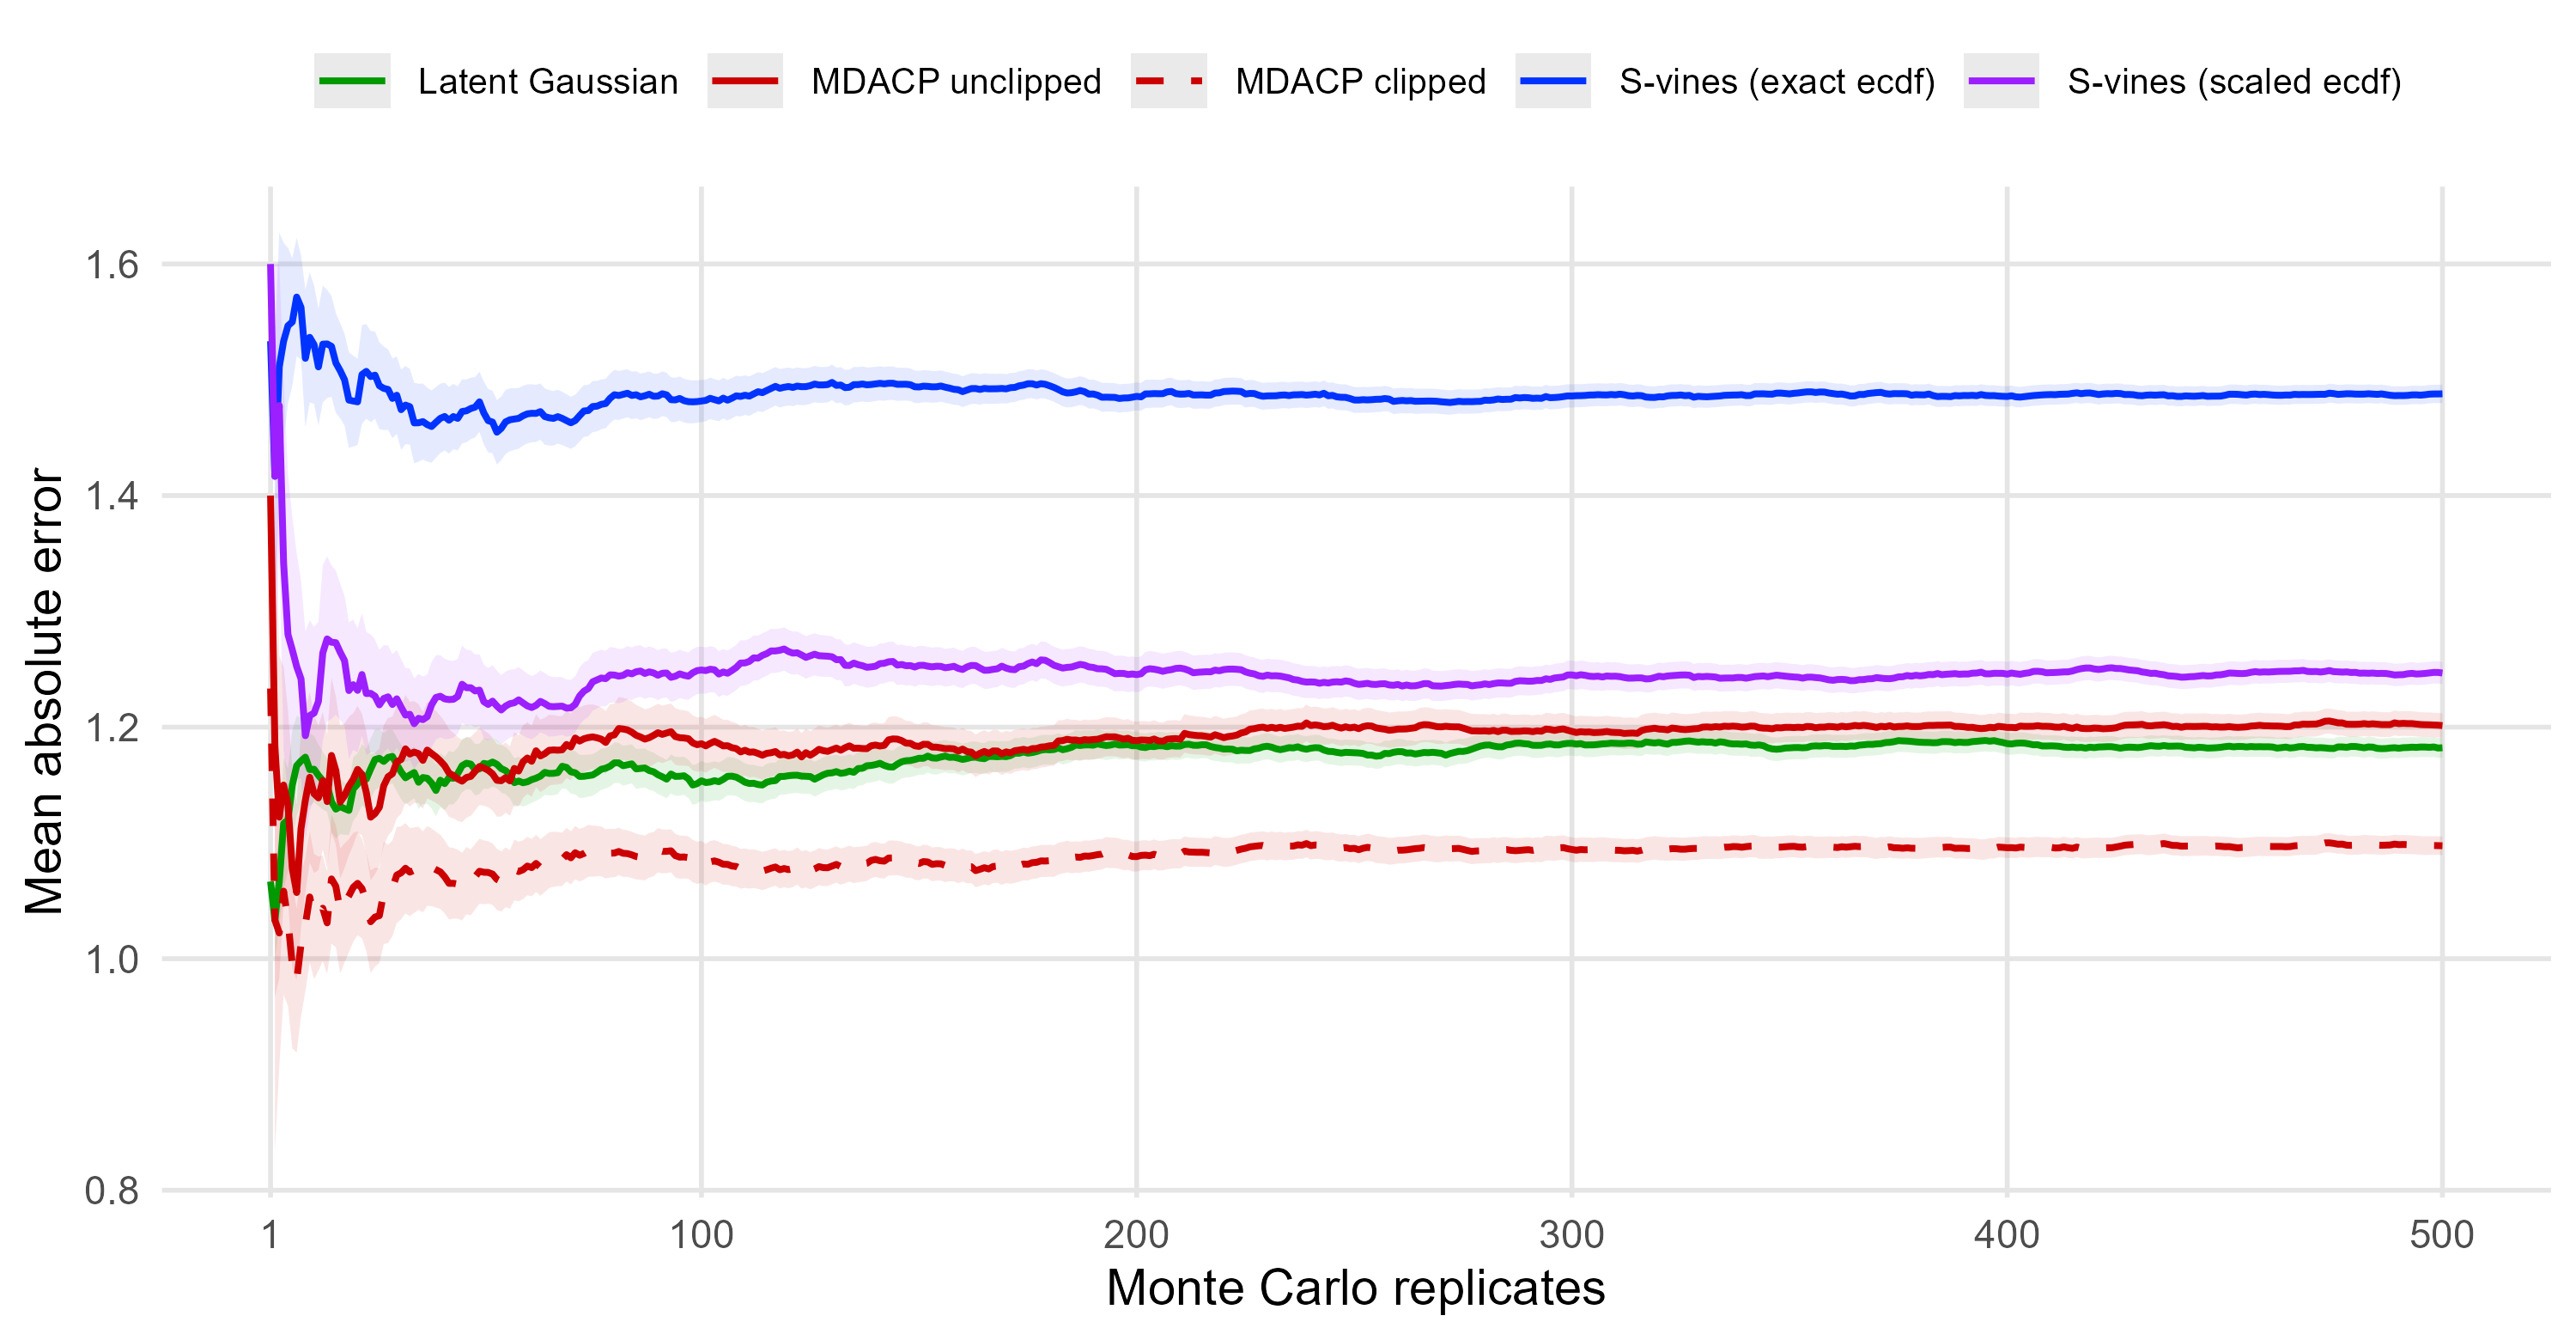 Latent Gaussian MDACP unclipped MDACP clipped S-vines (exact ecdf) S-vines (scaled ecdf)
Mean absolute error
1.6
1.4
1.2
1.0
0.8
1 100 200 300 400 500
Monte Carlo replicates